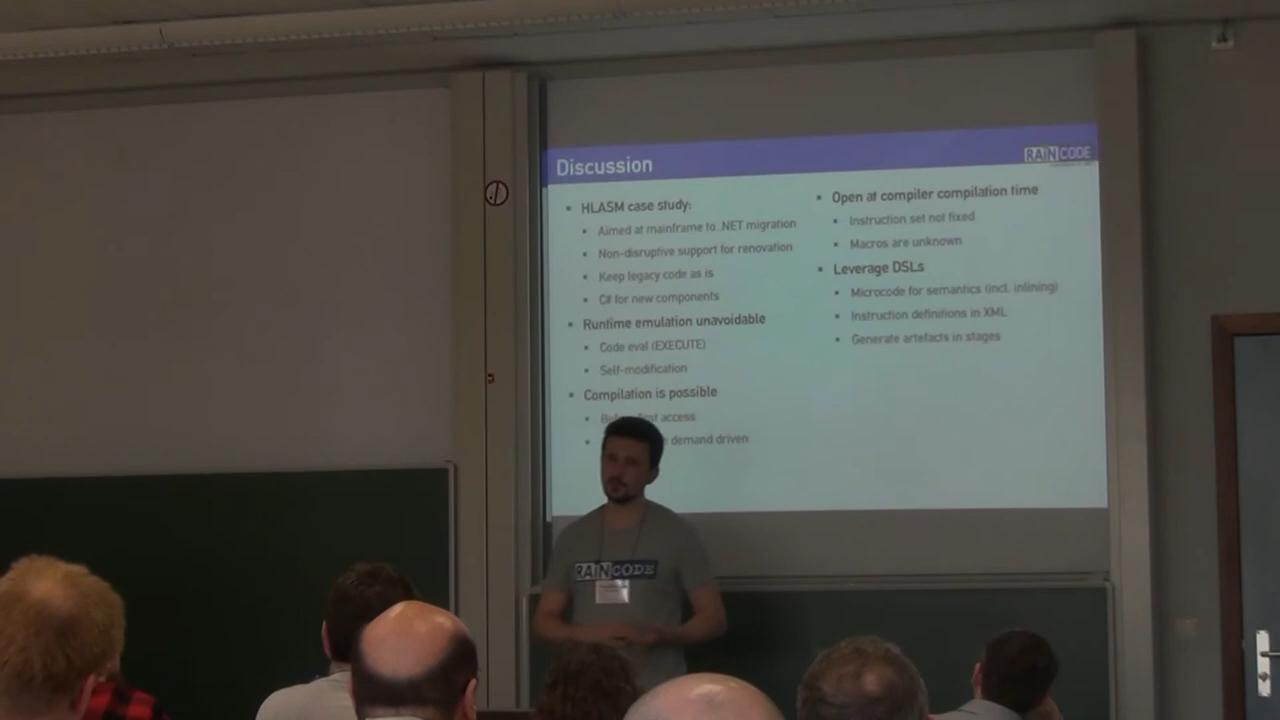 Discussion
RAINCODE
HLASM case study:
Aimed at mainframe to .NET migration
Non-disruptive support for renovation
Keep legacy code as is
C# for new components
Runtime emulation unavoidable
Code eval (EXECUTE)
Self-modification
Compilation is possible
first access
demand driven
Open at compiler compilation time
Instruction set not fixed
Macros are unknown
Leverage DSLs
Microcode for semantics (incl. inlining)
Instruction definitions in XML
Generate artefacts in stages
RAINCODE